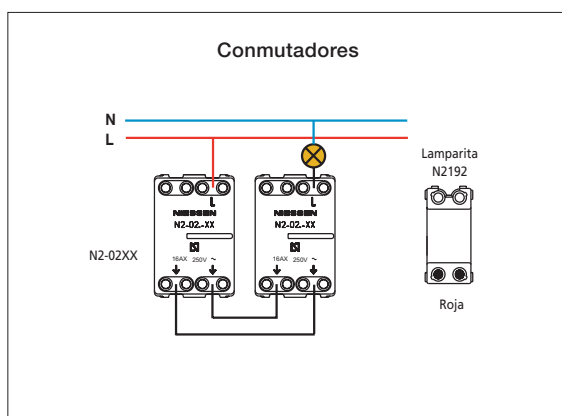 Conmutadores
N
L
Lamparita
N2192
L
NIESSEN
N2-02.-XX
16AX 250V ~
L
NIESSEN
N2-02.-XX
16AX 250V ~
N2-02XX
Roja